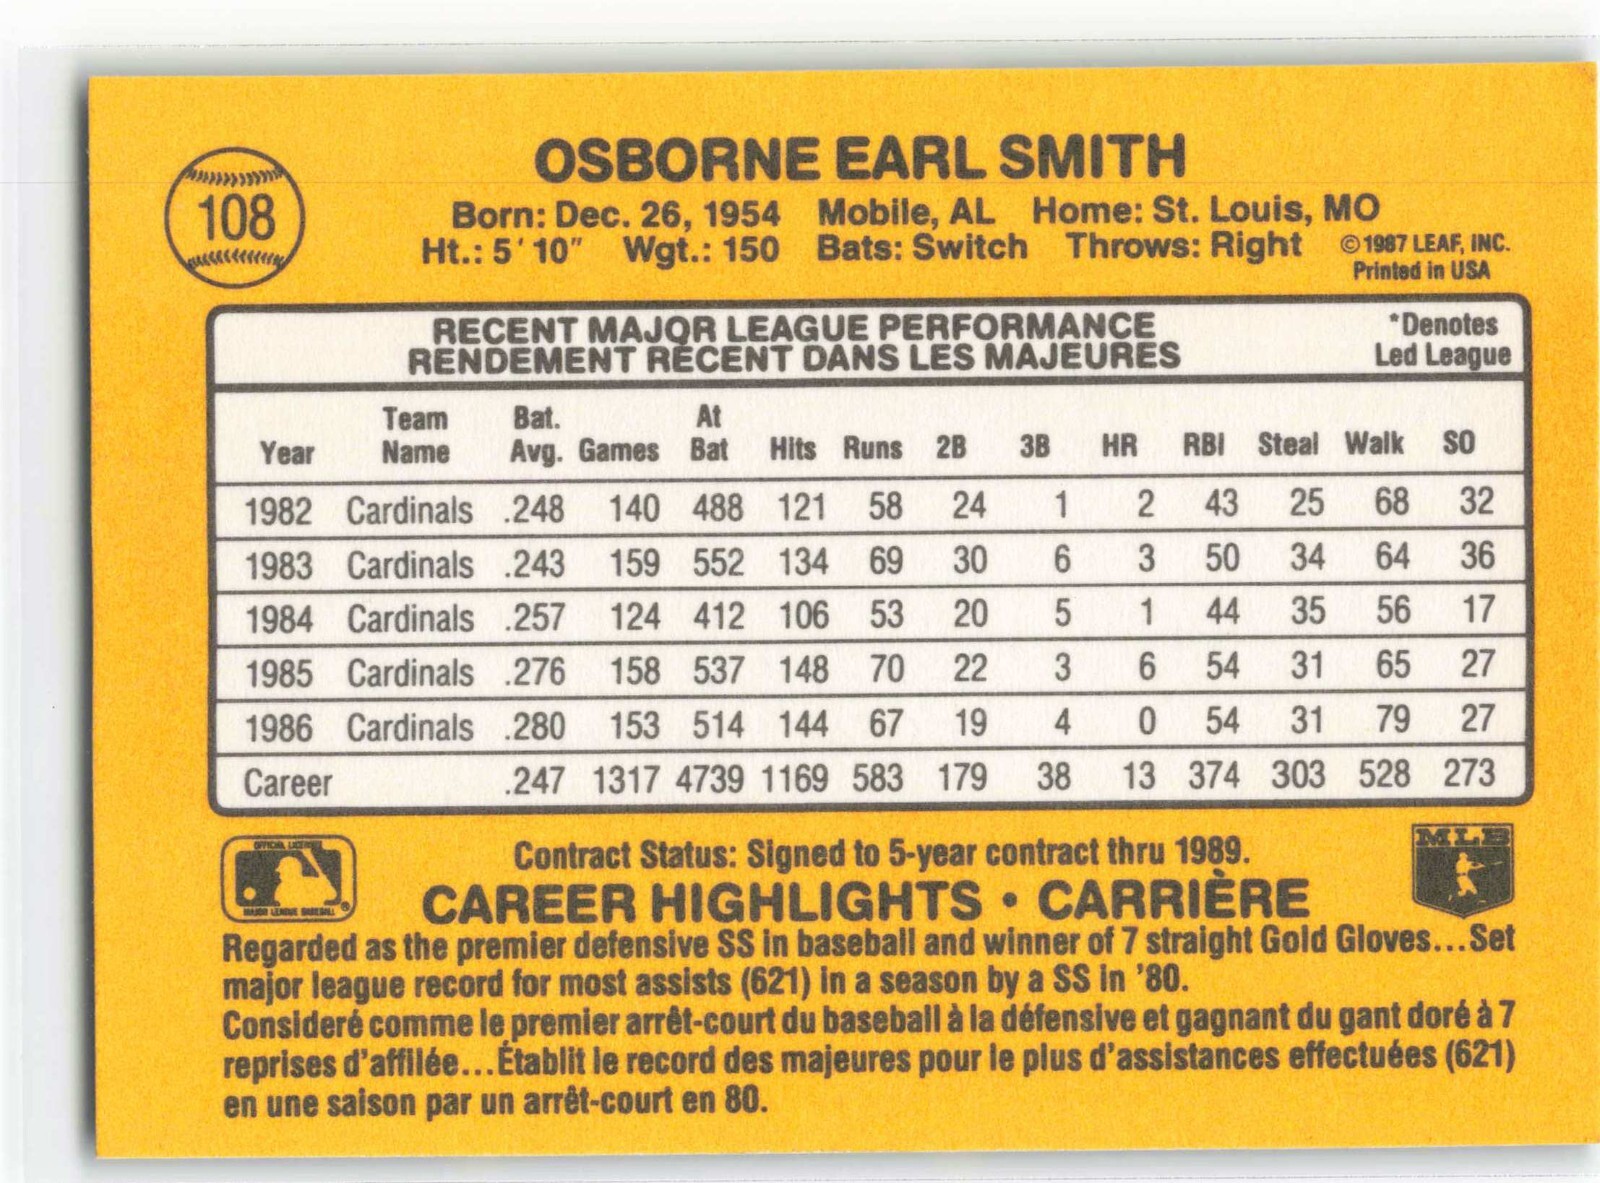 108
OSBORNE EARL SMITH
Born: Dec. 26, 1954 Mobile, AL Home: St. Louis, MO
Ht.: 5' 10" Wgt.: 150 Bats: Switch Throws: Right ©1987 LEAF, INC.
Printed in USA
RECENT MAJOR LEAGUE PERFORMANCE
RENDEMENT RÉCENT DANS LES MAJEURES
*Denotes
Led League
Year Team Name Bat. Avg. Games At Bat Hits Runs 2B 3B HR RBI Steal Walk SO
1982 Cardinals .248 140 488 121 58 24 1 2 43 25 68 32
1983 Cardinals .243 159 552 134 69 30 6 3 50 34 64 36
1984 Cardinals .257 124 412 106 53 20 5 1 44 35 56 17
1985 Cardinals .276 158 537 148 70 22 3 6 54 31 65 27
1986 Cardinals .280 153 514 144 67 19 4 0 54 31 79 27
Career .247 1317 4739 1169 583 179 38 13 374 303 528 273
OFFICIAL LICENSEE
MAJOR LEAGUE BASEBALL ®
MLB
Contract Status: Signed to 5-year contract thru 1989.
CAREER HIGHLIGHTS • CARRIÈRE
Regarded as the premier defensive SS in baseball and winner of 7 straight Gold Gloves...Set
major league record for most assists (621) in a season by a SS in '80.
Consideré comme le premier arrêt-court du baseball à la défensive et gagnant du gant doré à 7
reprises d'affilée...Établit le record des majeures pour le plus d'assistances effectuées (621)
en une saison par un arrêt-court en 80.